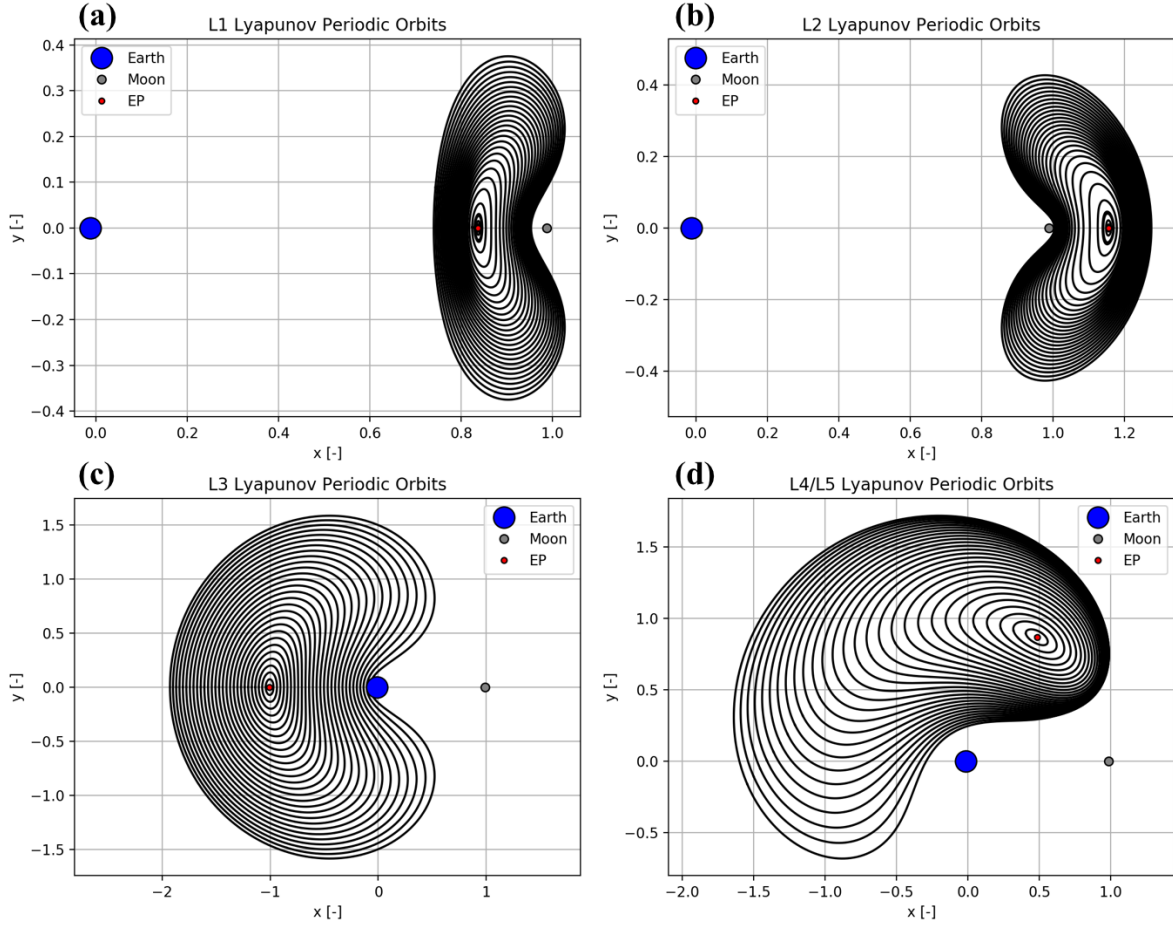 (a)
L1 Lyapunov Periodic Orbits
Earth
Moon
EP
0.4
0.3
0.2
0.1
0.0
−0.1
−0.2
−0.3
−0.4
y [-]
0.0 0.2 0.4 0.6 0.8 1.0
x [-]
(b)
L2 Lyapunov Periodic Orbits
Earth
Moon
EP
0.4
0.2
0.0
−0.2
−0.4
y [-]
0.0 0.2 0.4 0.6 0.8 1.0 1.2
x [-]
(c)
L3 Lyapunov Periodic Orbits
Earth
Moon
EP
1.5
1.0
0.5
0.0
−0.5
−1.0
−1.5
y [-]
−2 −1 0 1
x [-]
(d)
L4/L5 Lyapunov Periodic Orbits
Earth
Moon
EP
1.5
1.0
0.5
0.0
−0.5
y [-]
−2.0 −1.5 −1.0 −0.5 0.0 0.5 1.0
x [-]